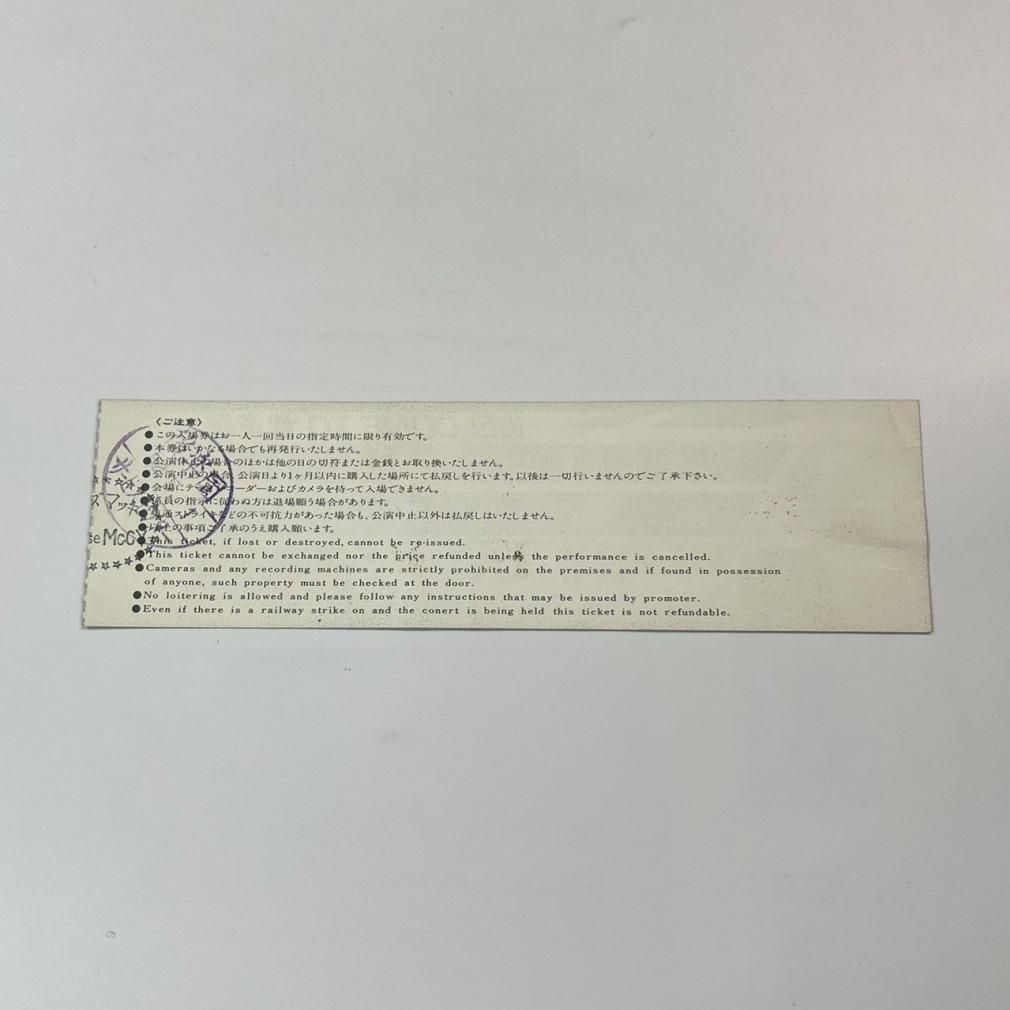 〈ご注意〉
●この入場券はお一人一回当日の指定時間に限り有効です。
●本券はいかなる場合でも再発行いたしません。
●公演休止の場合のほかは他の日の切符または金銭とお取り換いたしません。
●公演中止の場合、公演日より1ヶ月以内に購入した場所にて払戻しを行います。以後は一切行いませんのでご了承下さい。
●会場にテープレコーダーおよびカメラを持って入場できません。
●係員の指示に従わぬ方は退場願う場合があります。
●交通ストライキなどの不可抗力があった場合も、公演中止以外は払戻しはいたしません。
●以上の事項ご了承のうえ購入願います。
●This ticket, if lost or destroyed, cannot be re-issued.
●This ticket cannot be exchanged nor the price refunded unless the performance is cancelled.
●Cameras and any recording machines are strictly prohibited on the premises and if found in possession
of anyone, such property must be checked at the door.
●No loitering is allowed and please follow any instructions that may be issued by promoter.
●Even if there is a railway strike on and the conert is being held this ticket is not refundable.